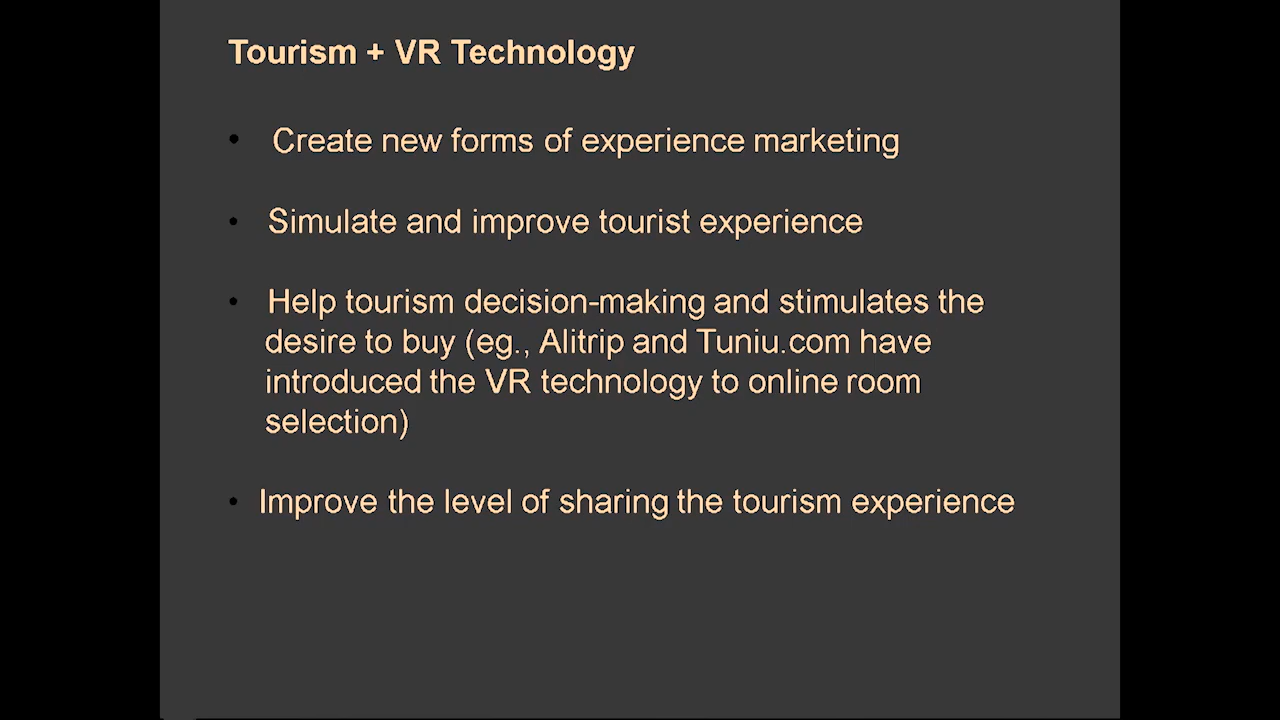 Tourism + VR Technology
• Create new forms of experience marketing
• Simulate and improve tourist experience
• Help tourism decision-making and stimulates the
desire to buy (eg., Alitrip and Tuniu.com have
introduced the VR technology to online room
selection)
• Improve the level of sharing the tourism experience